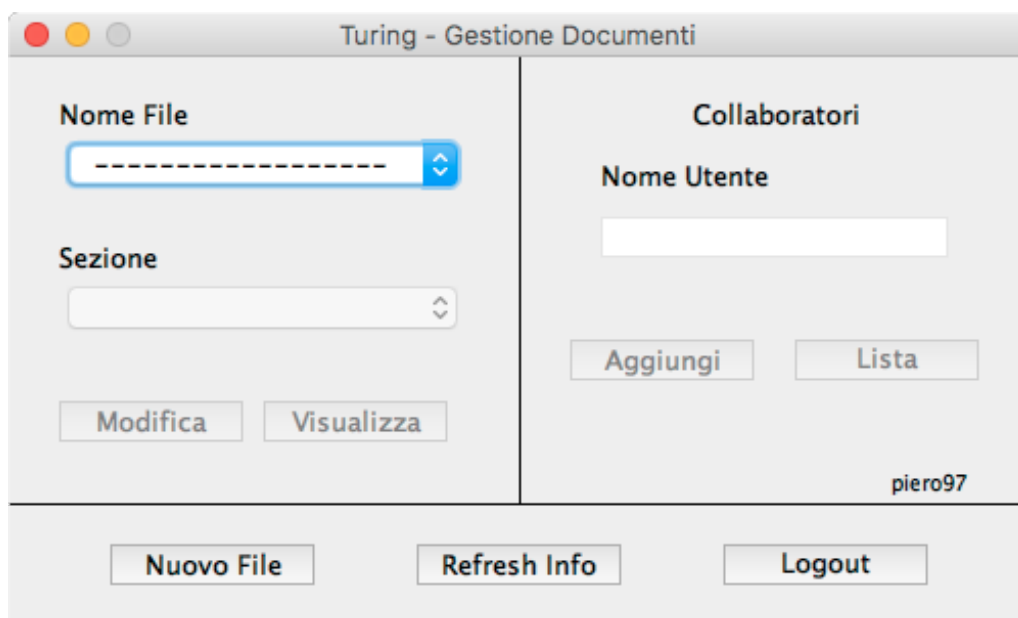 Turing - Gestione Documenti
Nome File
------------------
Sezione
Modifica
Visualizza
Collaboratori
Nome Utente
Aggiungi
Lista
piero97
Nuovo File
Refresh Info
Logout